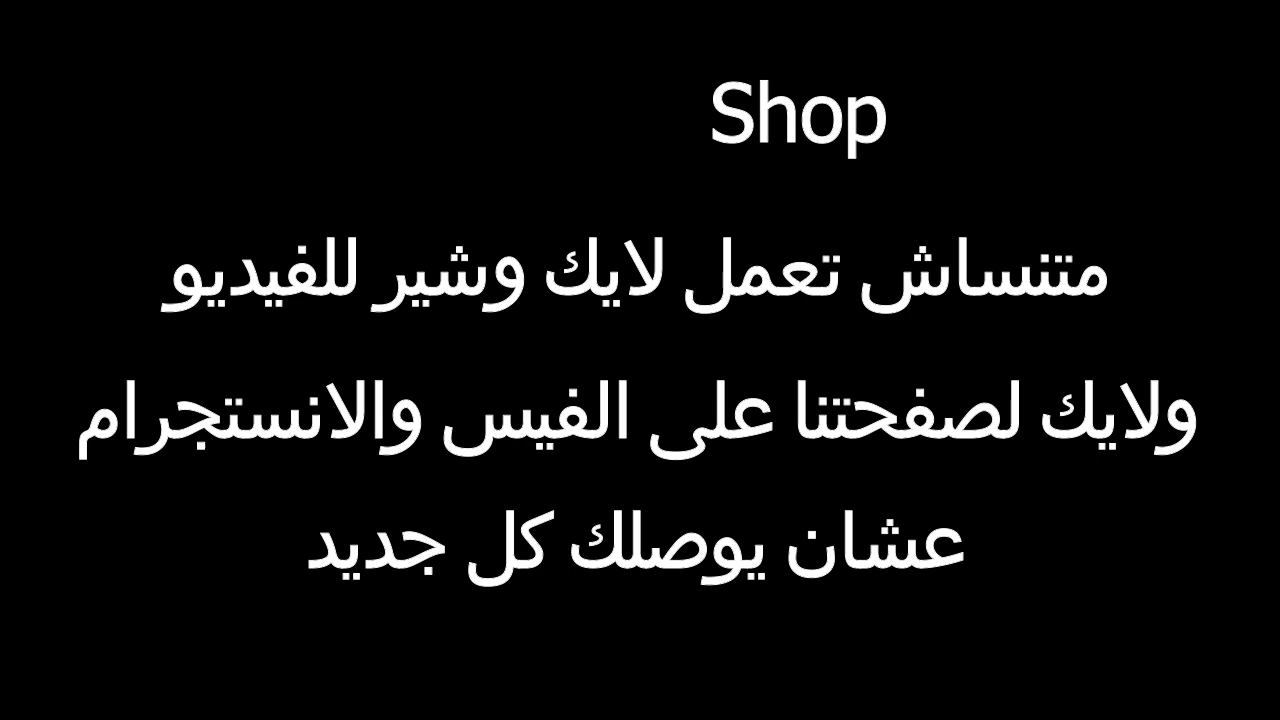 Shop
متنساش تعمل لايك وشير للفيديو
ولايك لصفحتنا على الفيس والانستجرام
عشان يوصلك كل جديد